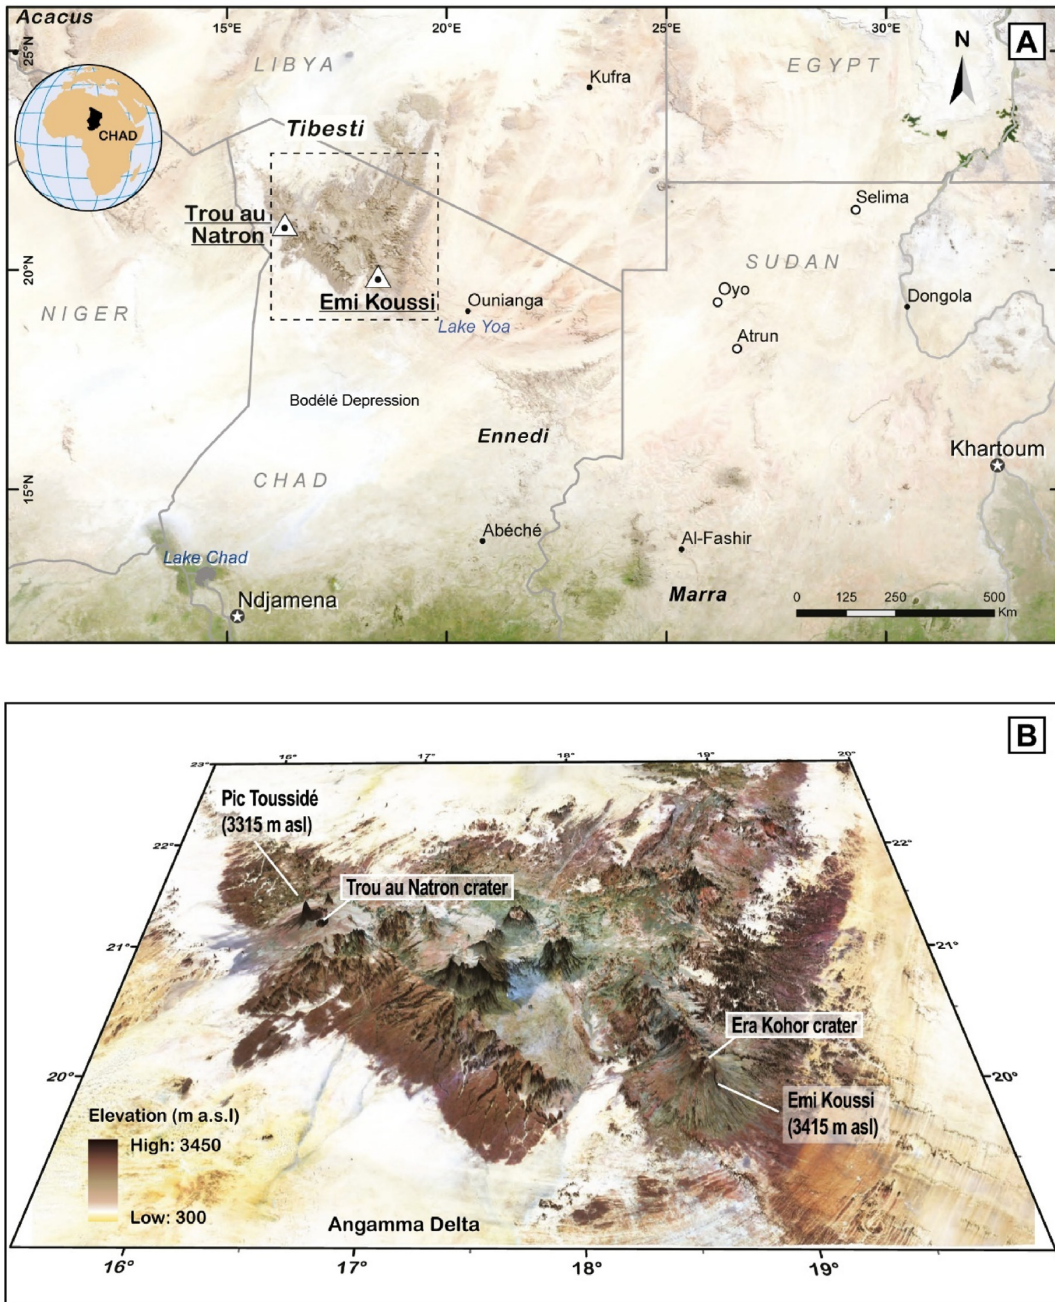 Acacus
15°E
20°E
25°E
30°E
A
25°N
LIBYA
EGYPT
N
Kufra
CHAD
Tibesti
Selima
Trou au
Natron
20°N
SUDAN
Emi Koussi
Ounianga
Oyo
Dongola
NIGER
Lake Yoa
Atrun
Bodélé Depression
Ennedi
Khartoum
CHAD
15°N
Abéché
Al-Fashir
Lake Chad
Marra
Ndjamena
0 125 250 500
Km
15°E
20°E
25°E
30°E
B
16°
17°
18°
19°
20°
23°
Pic Toussidé
(3315 m asl)
22°
22°
Trou au Natron crater
21°
21°
Era Kohor crater
20°
20°
Emi Koussi
(3415 m asl)
Elevation (m a.s.l)
High: 3450
Low: 300
Angamma Delta
16°
17°
18°
19°